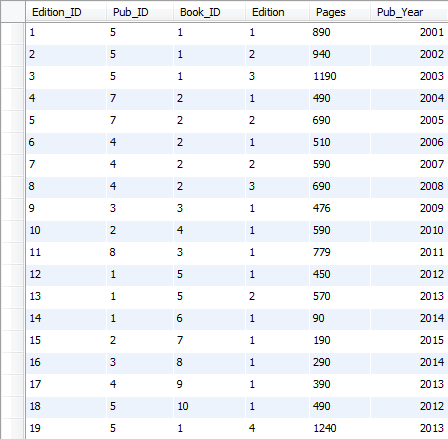 Edition_ID Pub_ID Book_ID Edition Pages Pub_Year
1 5 1 1 890 2001
2 5 1 2 940 2002
3 5 1 3 1190 2003
4 7 2 1 490 2004
5 7 2 2 690 2005
6 4 2 1 510 2006
7 4 2 2 590 2007
8 4 2 3 690 2008
9 3 3 1 476 2009
10 2 4 1 590 2010
11 8 3 1 779 2011
12 1 5 1 450 2012
13 1 5 2 570 2013
14 1 6 1 90 2014
15 2 7 1 190 2015
16 3 8 1 290 2014
17 4 9 1 390 2013
18 5 10 1 490 2012
19 5 1 4 1240 2013